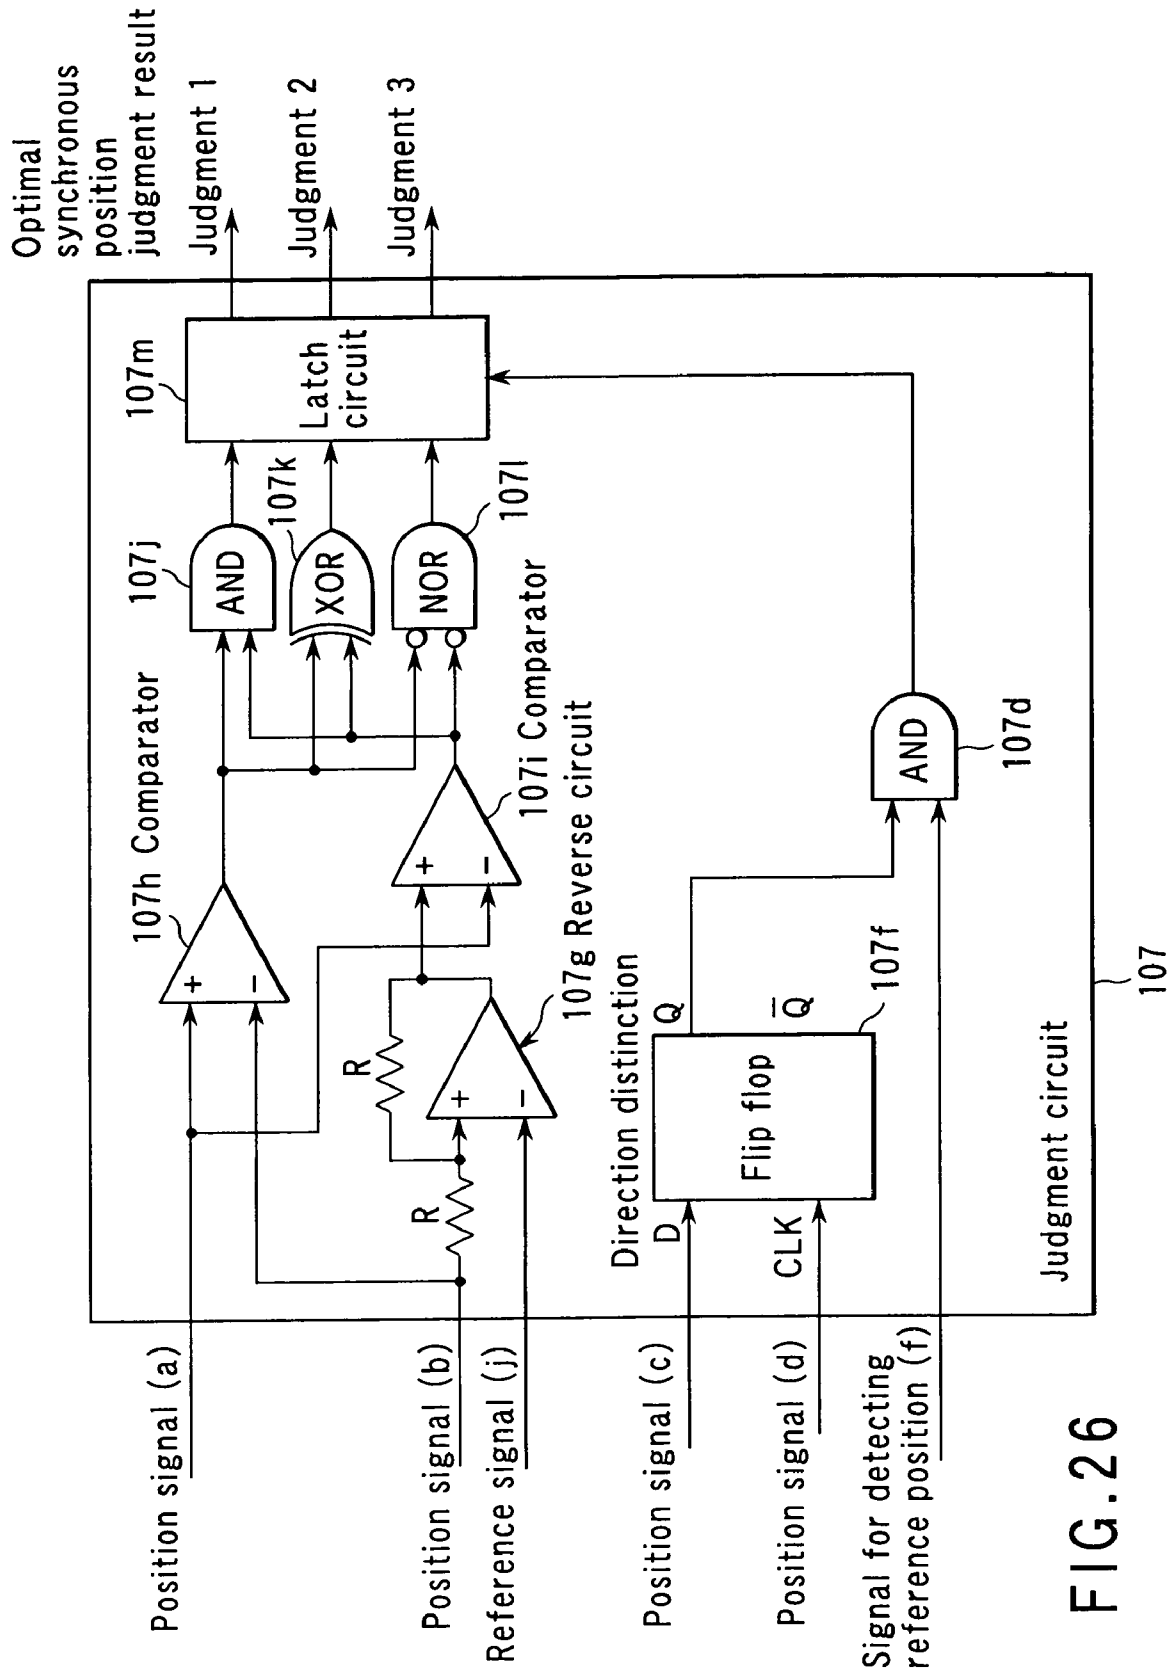 Optimal
synchronous
position
judgment result
Judgment 1
Judgment 2
Judgment 3
107m
Latch
circuit
107j
AND
107k
XOR
107l
NOR
107h Comparator
+
−
107i Comparator
+
−
107g Reverse circuit
R
R
+
−
Position signal (a)
Position signal (b)
Reference signal (j)
Direction distinction
D
CLK
Flip flop
Q
Q̅
107f
AND
107d
Position signal (c)
Position signal (d)
Signal for detecting
reference position (f)
Judgment circuit
107
FIG.26